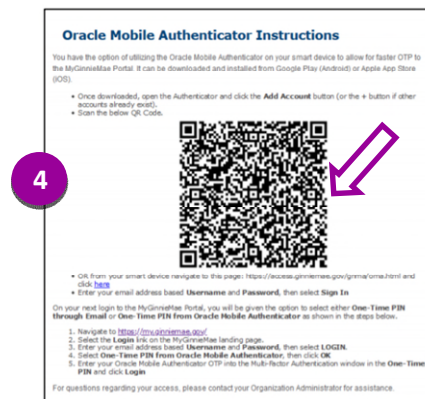 Oracle Mobile Authenticator Instructions
You have the option of utilizing the Oracle Mobile Authenticator on your smart device to allow for faster OTP to
the MyGinnieMae Portal. It can be downloaded and installed from Google Play (Android) or Apple App Store
(iOS).
• Once downloaded, open the Authenticator and click the Add Account button (or the + button if other
accounts already exist).
• Scan the below QR Code.
4
• OR from your smart device navigate to this page: https://access.ginniemae.gov/gnma/oma.html and
click here
• Enter your email address based Username and Password, then select Sign In
On your next login to the MyGinnieMae Portal, you will be given the option to select either One-Time PIN
through Email or One-Time PIN from Oracle Mobile Authenticator as shown in the steps below.
1. Navigate to https://my.ginniemae.gov/
2. Select the Login link on the MyGinnieMae landing page.
3. Enter your email address based Username and Password, then select LOGIN.
4. Select One-Time PIN from Oracle Mobile Authenticator, then click OK
5. Enter your Oracle Mobile Authenticator OTP into the Multi-Factor Authentication window in the One-Time
PIN and click Login
For questions regarding your access, please contact your Organization Administrator for assistance.